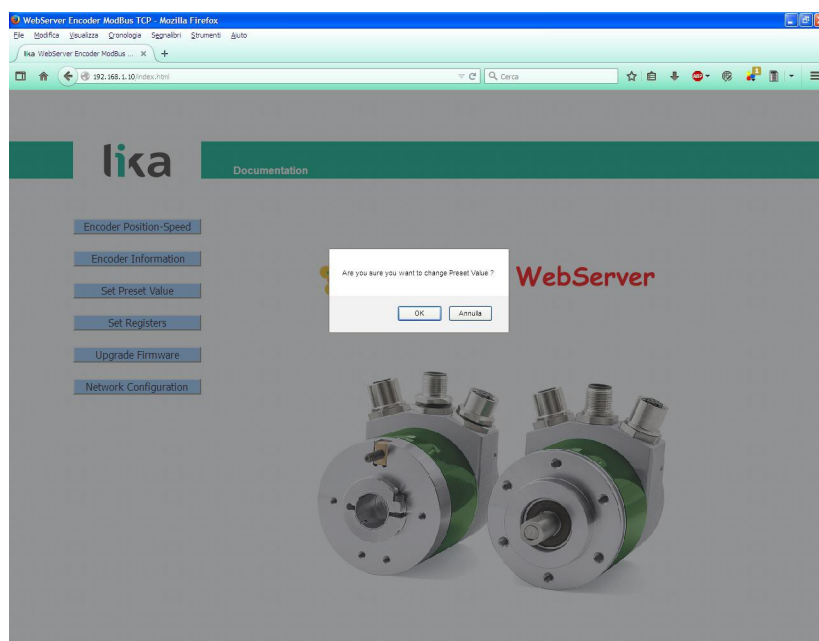 WebServer Encoder ModBus TCP - Mozilla Firefox
File Modifica Visualizza Cronologia Segnalibri Strumenti Aiuto
lika WebServer Encoder ModBus ... × +
192.168.1.10/index.html
Cerca
ABP
1
lika
Documentation
Encoder Position-Speed
Encoder Information
Set Preset Value
Set Registers
Upgrade Firmware
Network Configuration
WebServer
Are you sure you want to change Preset Value ?
OK Annulla